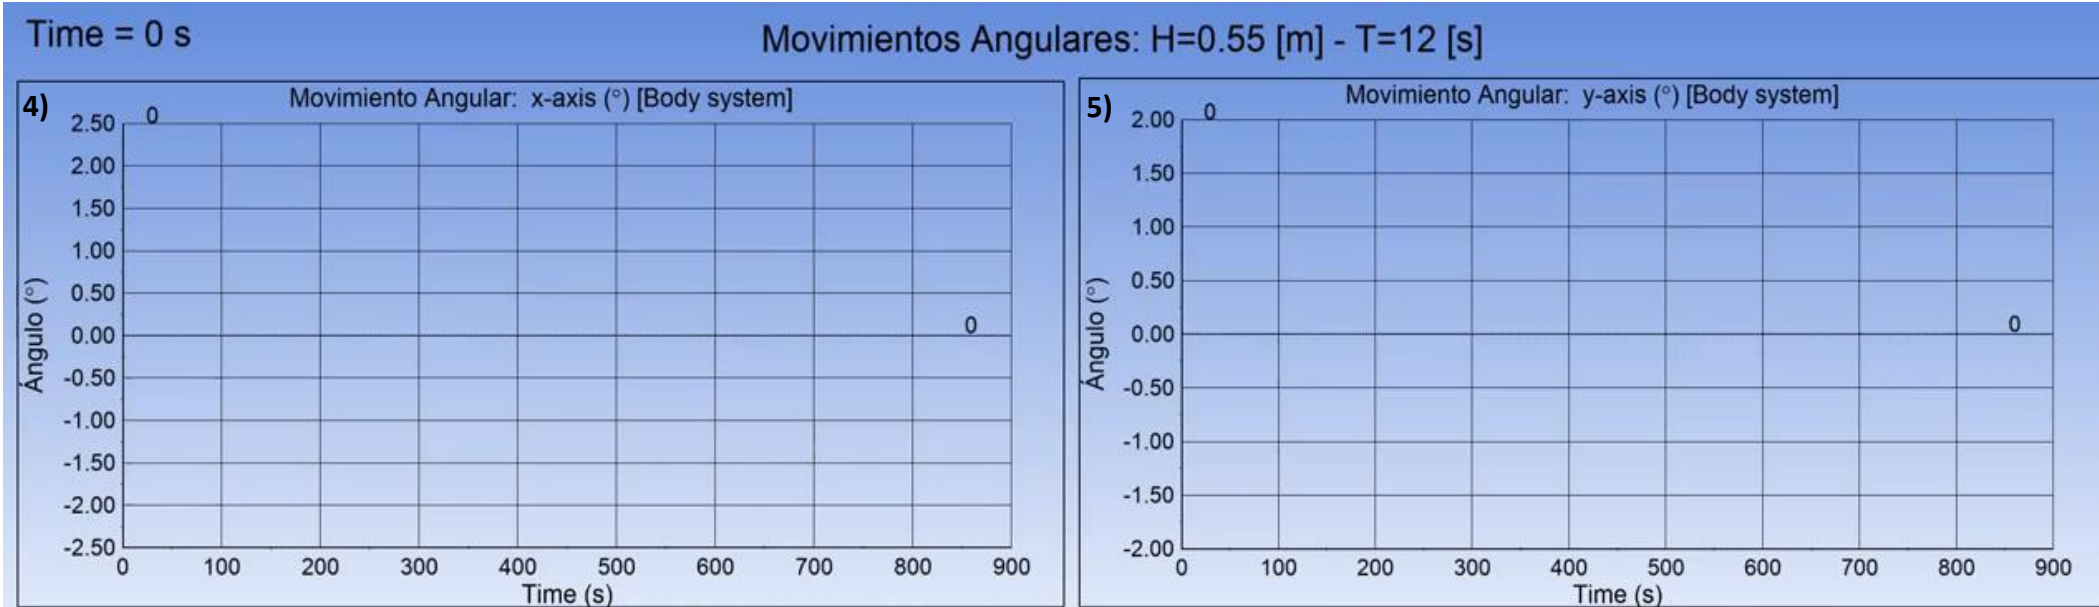 Time = 0 s
Movimientos Angulares: H=0.55 [m] - T=12 [s]
4)
Movimiento Angular: x-axis (°) [Body system]
0
2.50
2.00
1.50
1.00
0.50
0.00
-0.50
-1.00
-1.50
-2.00
-2.50
0
Ángulo (°)
0 100 200 300 400 500 600 700 800 900
Time (s)
5)
Movimiento Angular: y-axis (°) [Body system]
0
2.00
1.50
1.00
0.50
0.00
-0.50
-1.00
-1.50
-2.00
0
Ángulo (°)
0 100 200 300 400 500 600 700 800 900
Time (s)